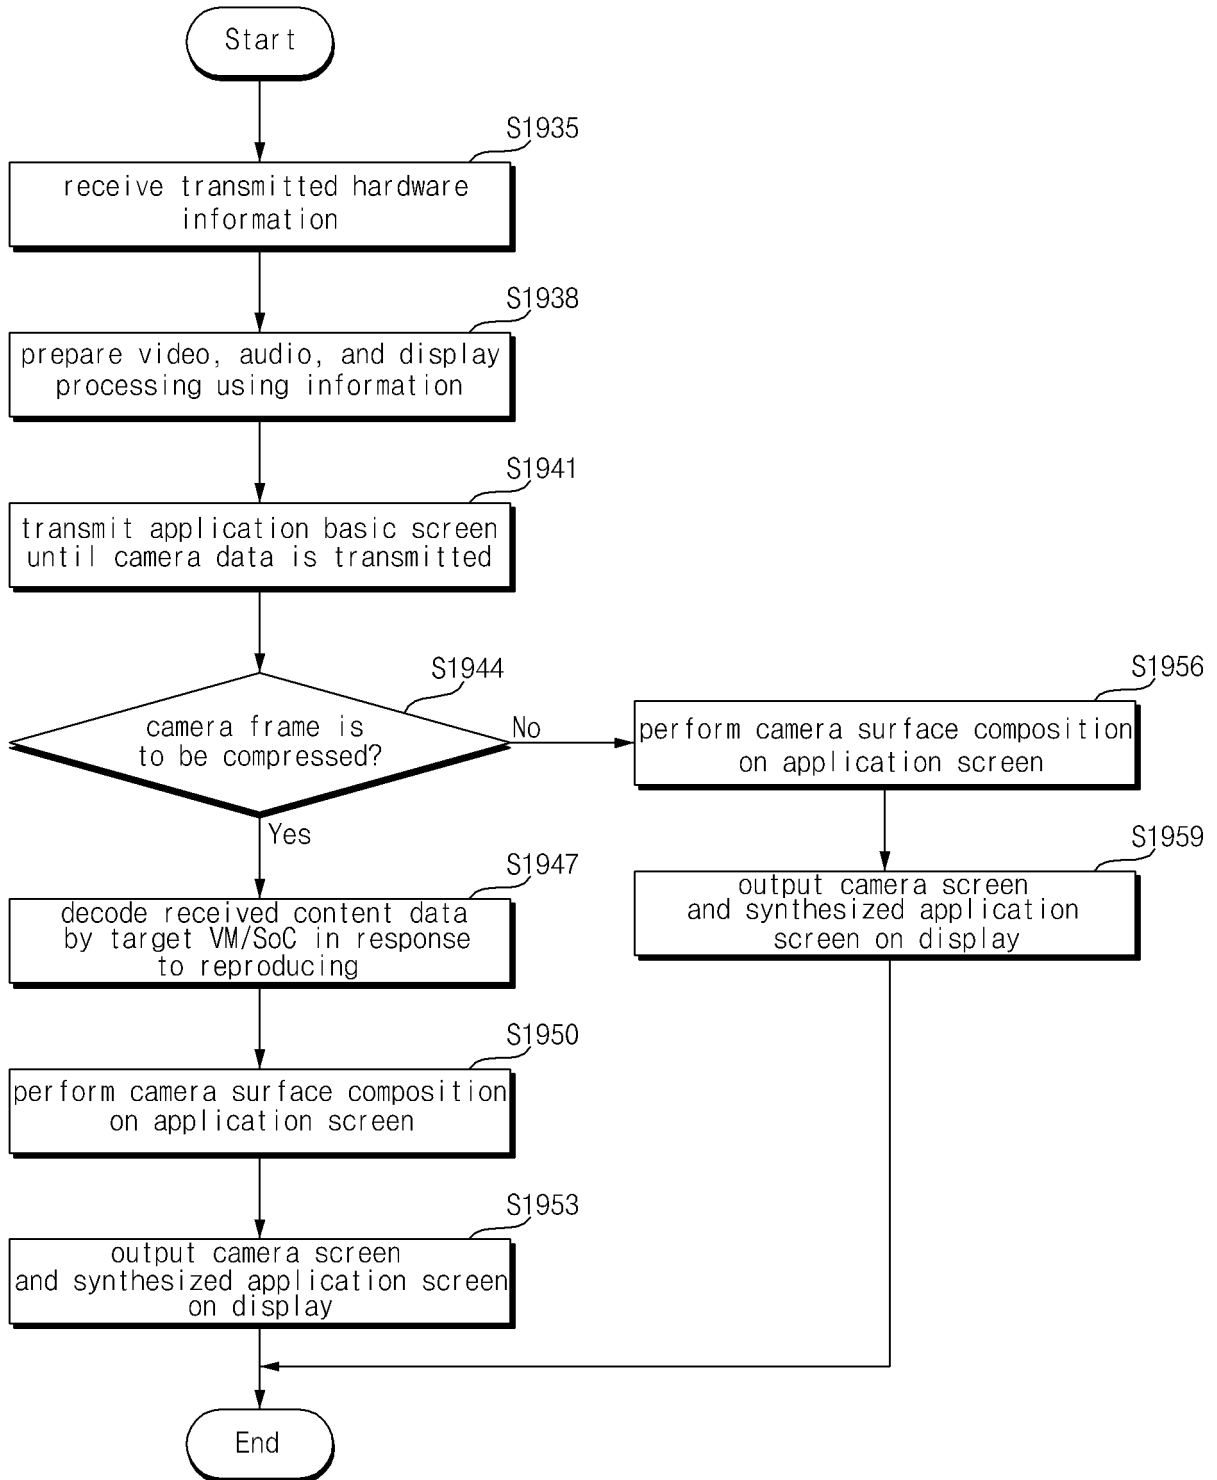 Start
S1935
receive transmitted hardware
information
S1938
prepare video, audio, and display
processing using information
S1941
transmit application basic screen
until camera data is transmitted
S1944
camera frame is
to be compressed?
No
Yes
S1947
decode received content data
by target VM/SoC in response
to reproducing
S1950
perform camera surface composition
on application screen
S1953
output camera screen
and synthesized application screen
on display
S1956
perform camera surface composition
on application screen
S1959
output camera screen
and synthesized application
screen on display
End